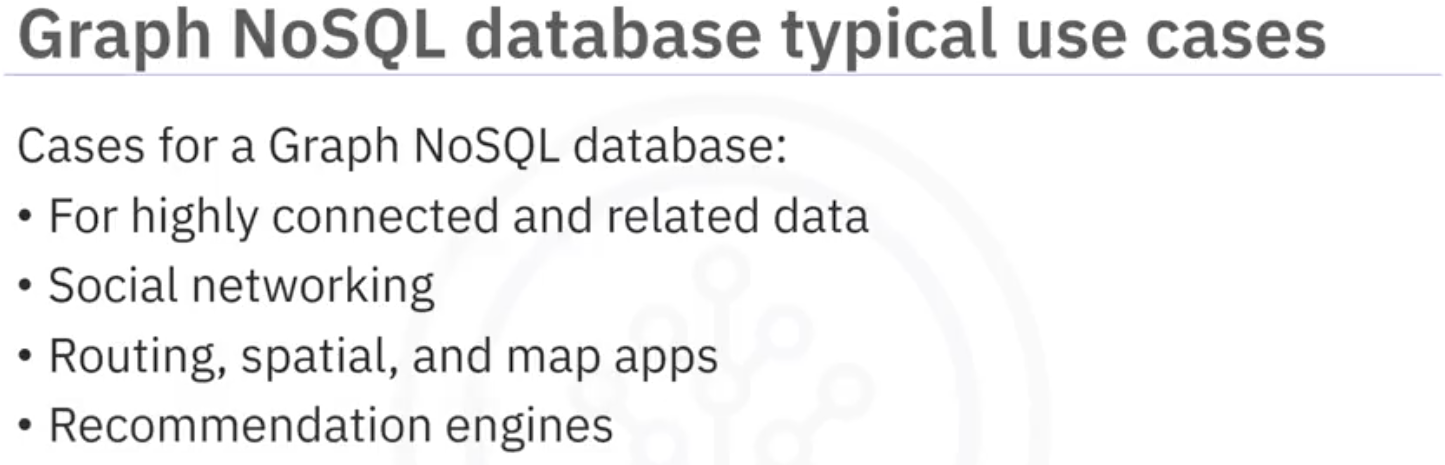 Graph NoSQL database typical use cases
Cases for a Graph NoSQL database:
• For highly connected and related data
• Social networking
• Routing, spatial, and map apps
• Recommendation engines